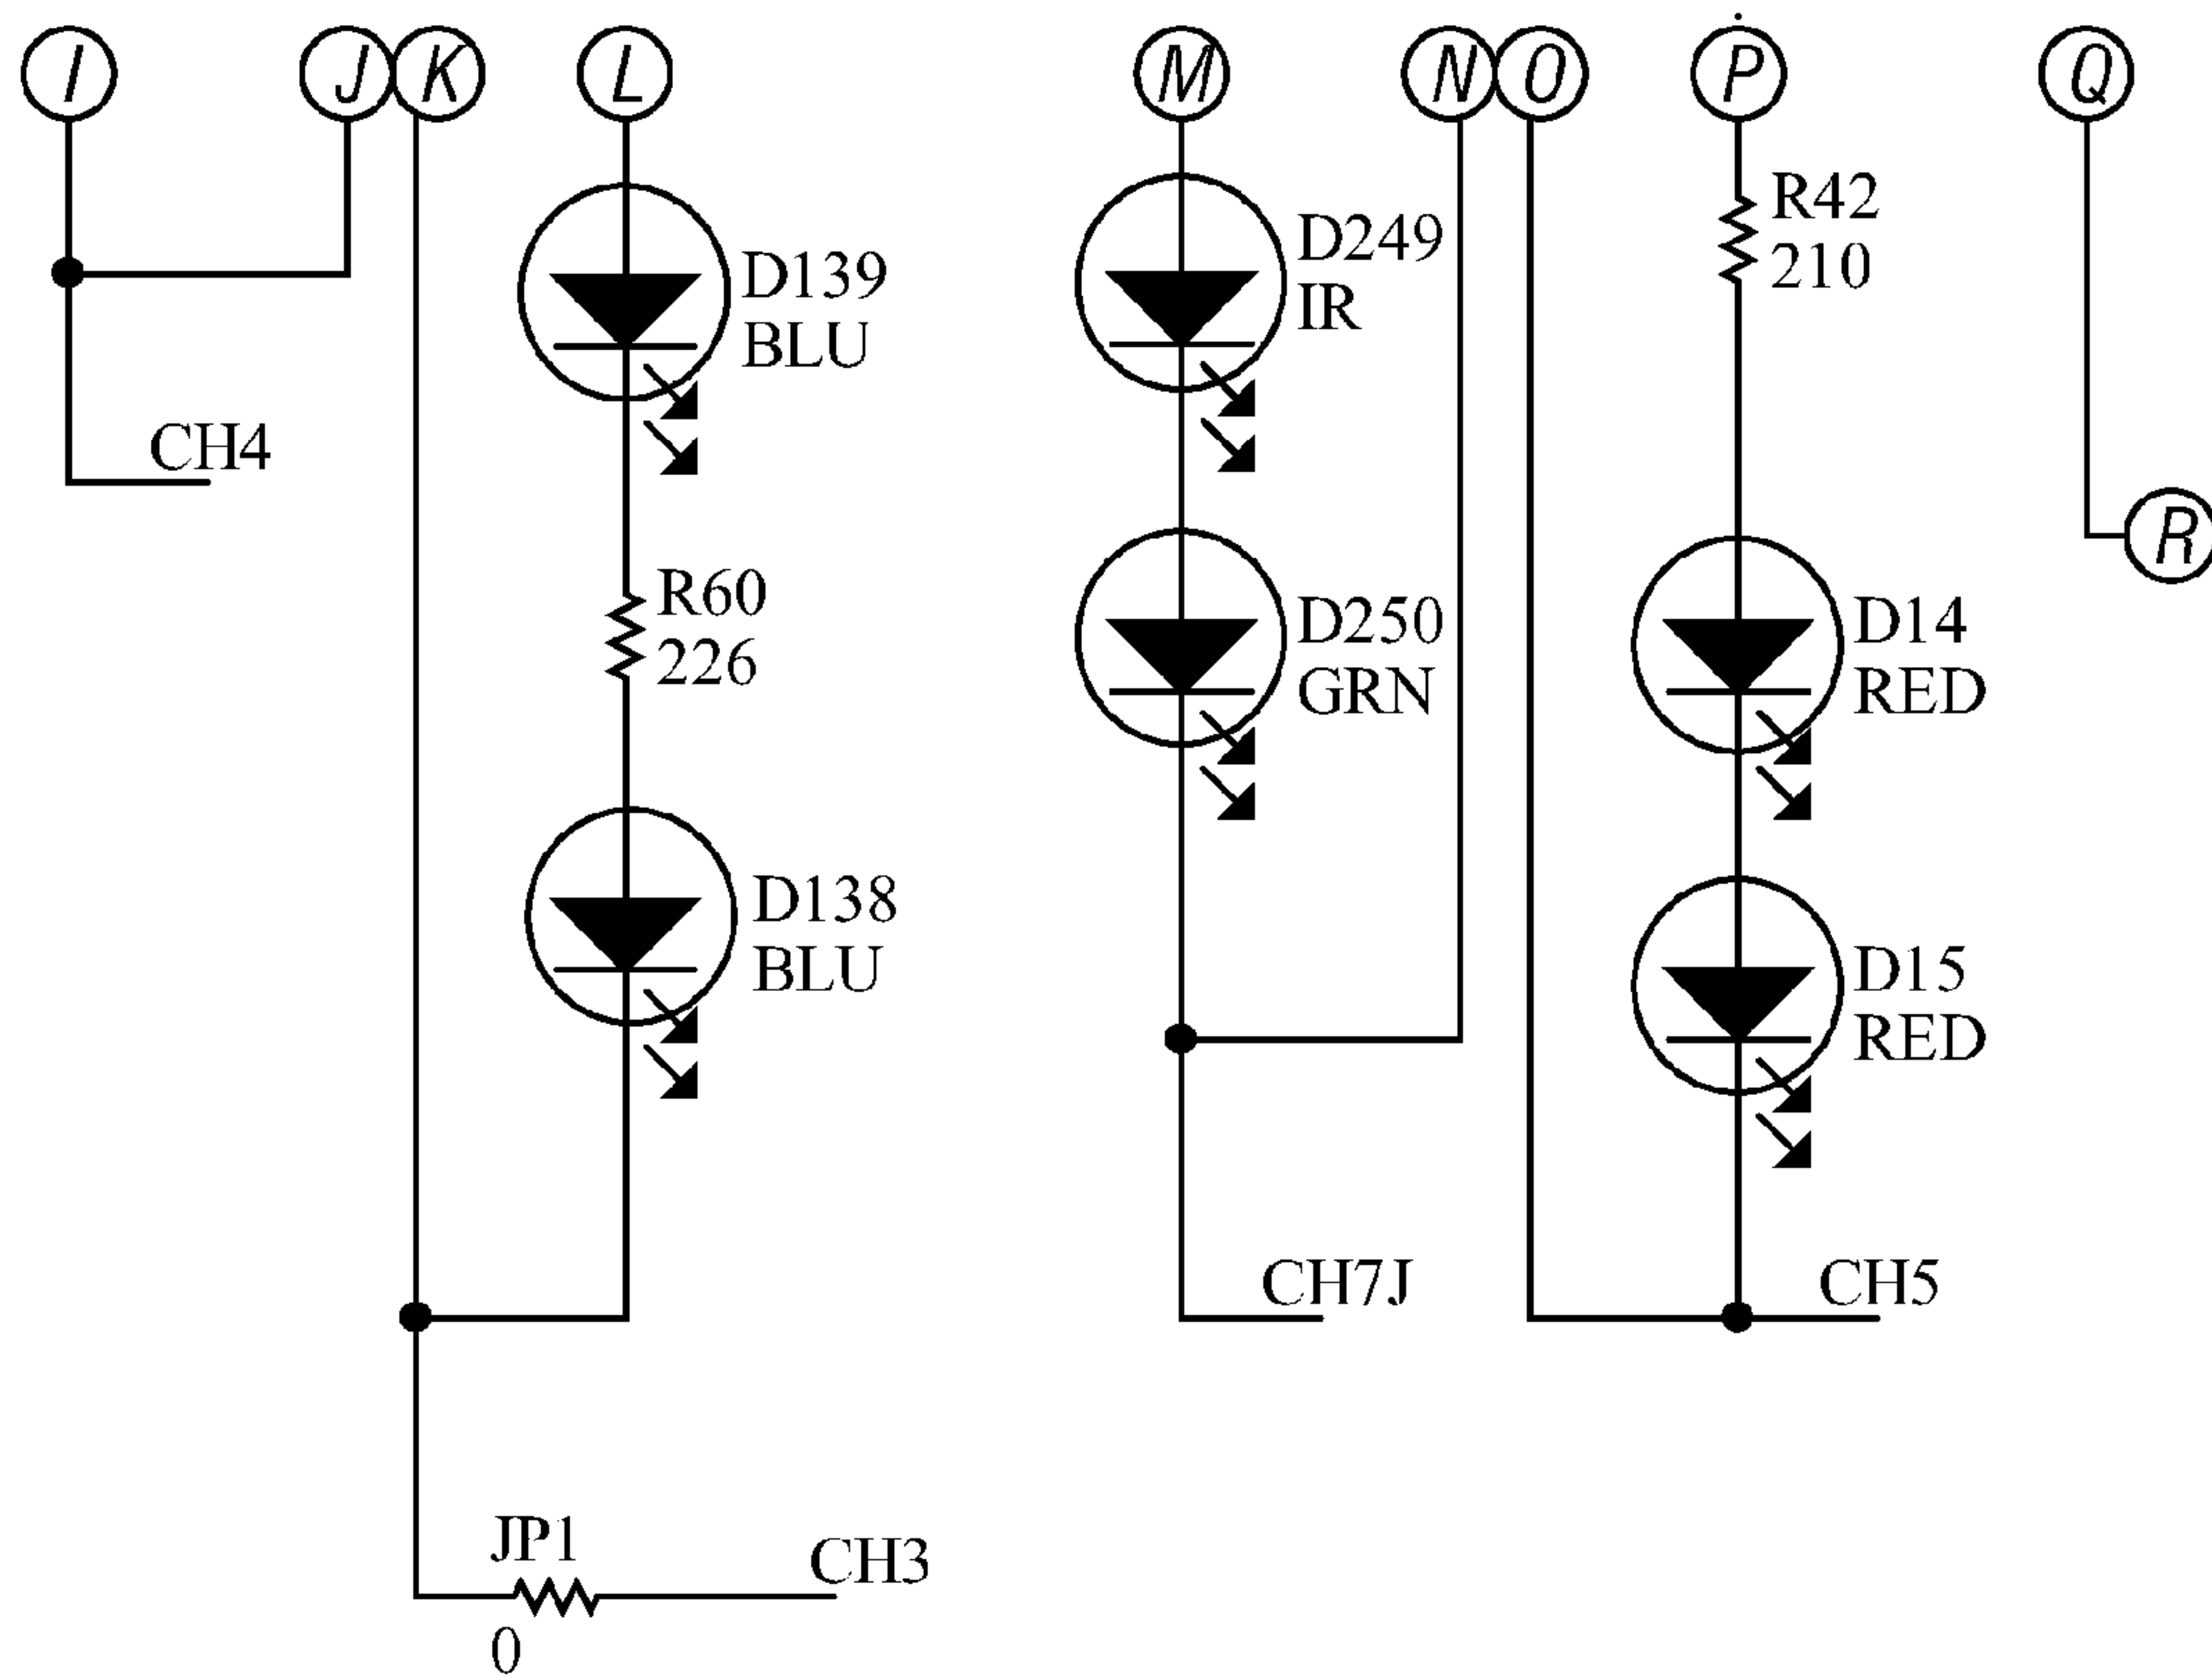 I J K L M N O P Q
R42
210
D249
IR
D139
BLU
CH4
R
R60
226
D250
GRN
D14
RED
D138
BLU
D15
RED
CH7J
CH5
JP1
CH3
0